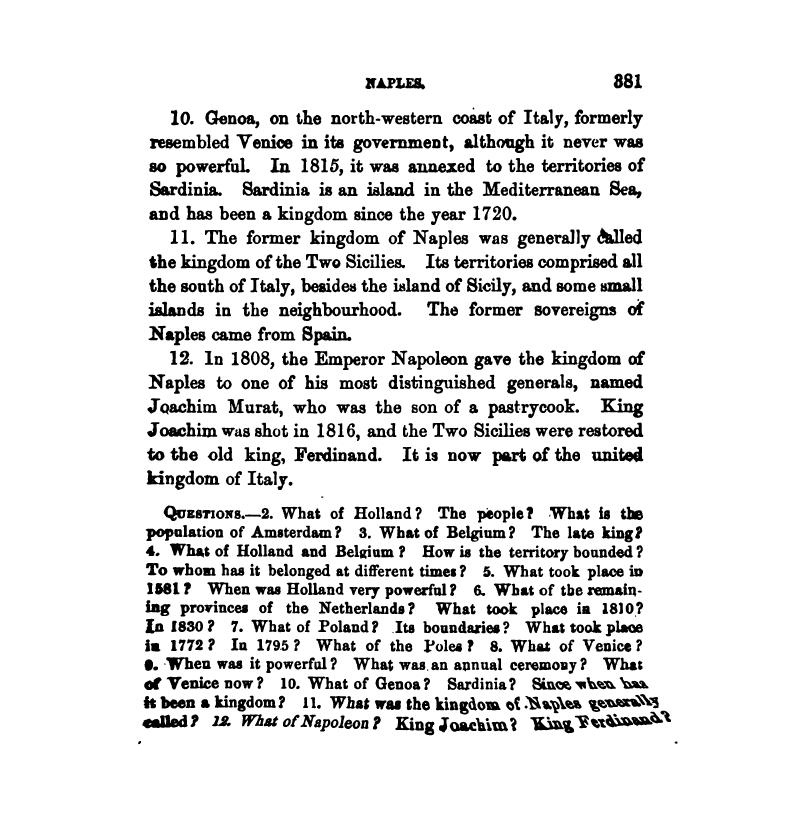 NAPLES. 381
10. Genoa, on the north-western coast of Italy, formerly
resembled Venice in its government, although it never was
so powerful. In 1815, it was annexed to the territories of
Sardinia. Sardinia is an island in the Mediterranean Sea,
and has been a kingdom since the year 1720.
11. The former kingdom of Naples was generally called
the kingdom of the Two Sicilies. Its territories comprised all
the south of Italy, besides the island of Sicily, and some small
islands in the neighbourhood. The former sovereigns of
Naples came from Spain.
12. In 1808, the Emperor Napoleon gave the kingdom of
Naples to one of his most distinguished generals, named
Joachim Murat, who was the son of a pastrycook. King
Joachim was shot in 1816, and the Two Sicilies were restored
to the old king, Ferdinand. It is now part of the united
kingdom of Italy.
QUESTIONS.—2. What of Holland? The people? What is the
population of Amsterdam? 3. What of Belgium? The late king?
4. What of Holland and Belgium? How is the territory bounded?
To whom has it belonged at different times? 5. What took place in
1581? When was Holland very powerful? 6. What of the remain-
ing provinces of the Netherlands? What took place in 1810?
In 1830? 7. What of Poland? Its boundaries? What took place
in 1772? In 1795? What of the Poles? 8. What of Venice?
9. When was it powerful? What was an annual ceremony? What
of Venice now? 10. What of Genoa? Sardinia? Since when has
it been a kingdom? 11. What was the kingdom of Naples generally
called? 12. What of Napoleon? King Joachim? King Ferdinand?